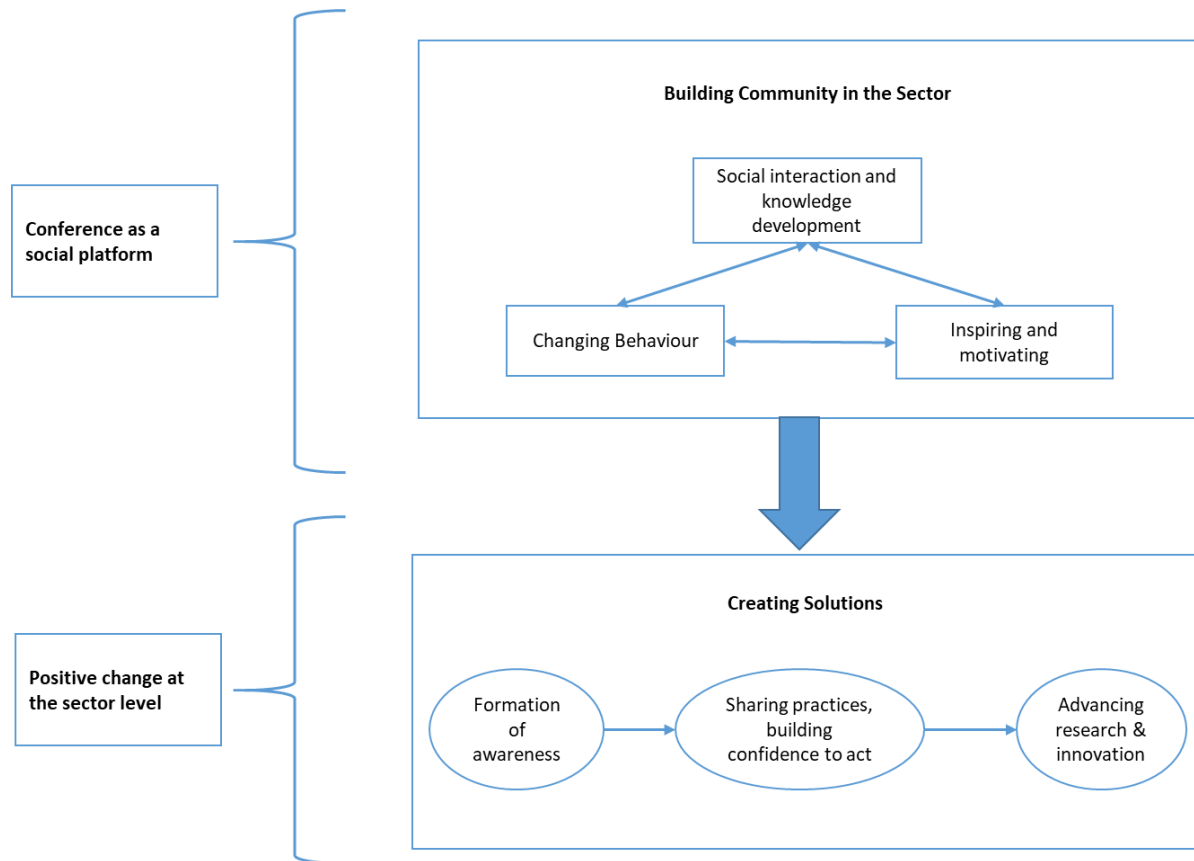 Building Community in the Sector
Social interaction and
knowledge
development
Conference as a
social platform
Changing Behaviour
Inspiring and
motivating
Creating Solutions
Positive change at
the sector level
Formation
of
awareness
Sharing practices,
building
confidence to act
Advancing
research &
innovation